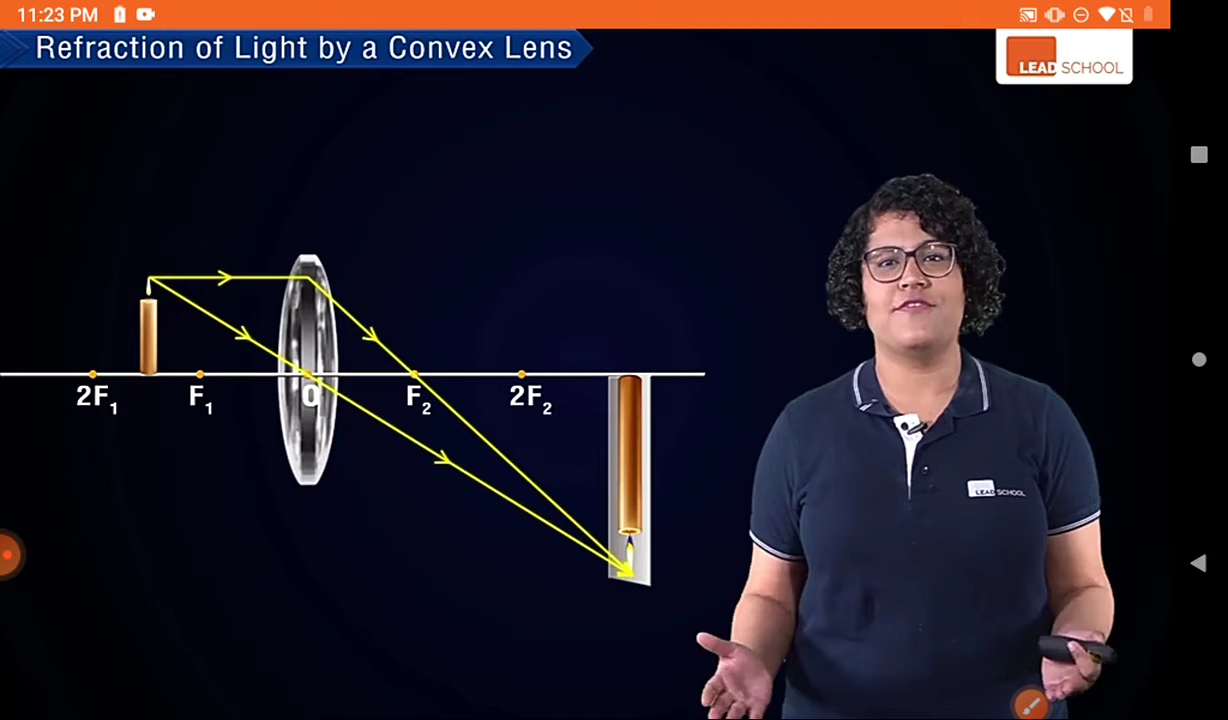 11:23 PM
Refraction of Light by a Convex Lens
LEAD SCHOOL
2F₁ F₁ O F₂ 2F₂
LEAD SCHOOL